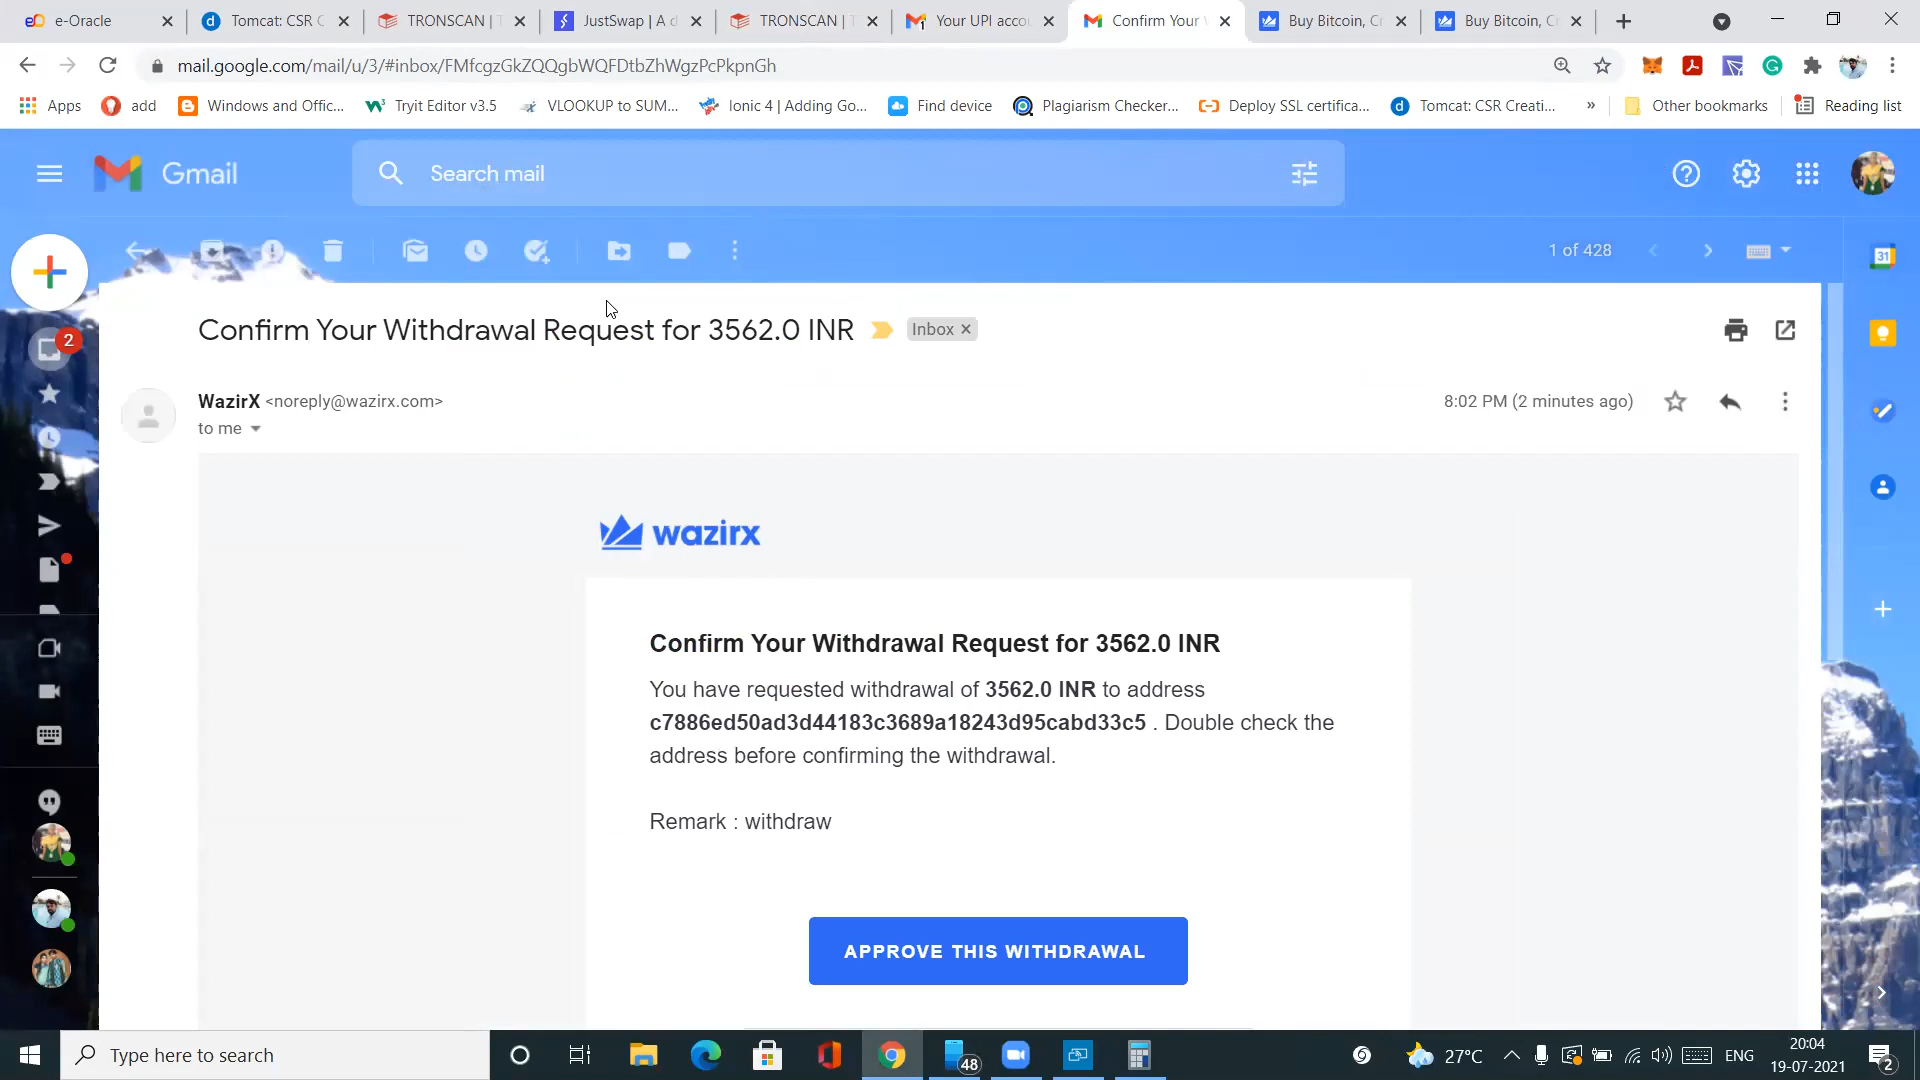 e-Oracle
Tomcat: CSR C
TRONSCAN | T
JustSwap | A d
TRONSCAN | T
Your UPI accou
Confirm Your W
Buy Bitcoin, Cr
Buy Bitcoin, Cr
mail.google.com/mail/u/3/#inbox/FMfcgzGkZQQgbWQFDtbZhWgzPcPkpnGh
Apps
add
Windows and Offic...
Tryit Editor v3.5
VLOOKUP to SUM...
Ionic 4 | Adding Go...
Find device
Plagiarism Checker...
Deploy SSL certifica...
Tomcat: CSR Creati...
»
Other bookmarks
Reading list
Gmail
Search mail
1 of 428
31
2
Confirm Your Withdrawal Request for 3562.0 INR
Inbox
WazirX <noreply@wazirx.com>
8:02 PM (2 minutes ago)
to me
wazirx
Confirm Your Withdrawal Request for 3562.0 INR
You have requested withdrawal of 3562.0 INR to address
c7886ed50ad3d44183c3689a18243d95cabd33c5 . Double check the
address before confirming the withdrawal.
Remark : withdraw
APPROVE THIS WITHDRAWAL
Type here to search
48
27°C
ENG
20:04
19-07-2021
2